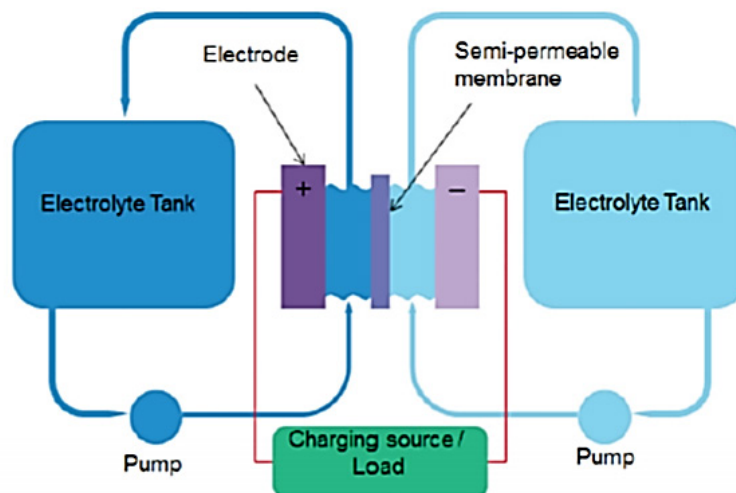 Electrode
Semi-permeable
membrane
Electrolyte Tank
+
−
Electrolyte Tank
Pump
Charging source /
Load
Pump